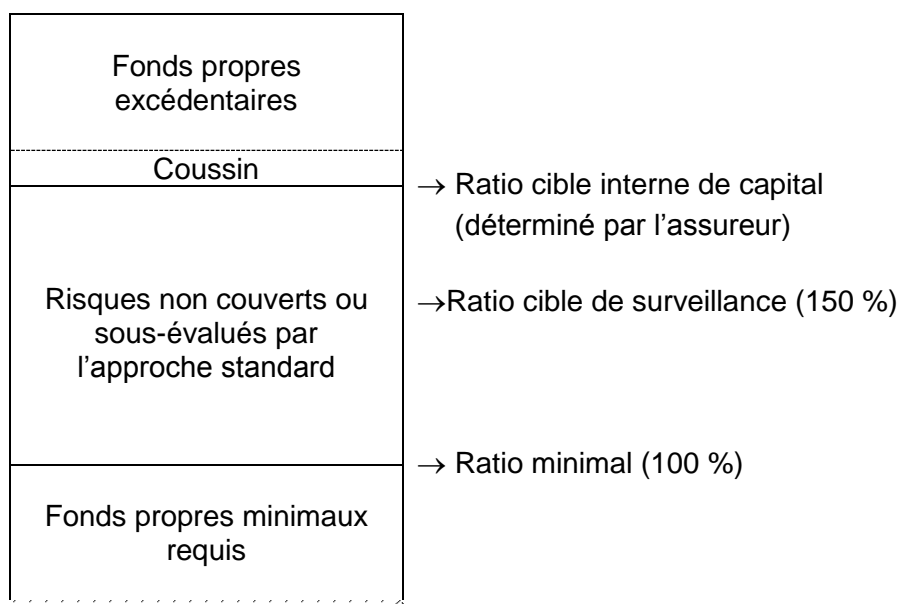 Fonds propres
excédentaires
Coussin
→ Ratio cible interne de capital
(déterminé par l'assureur)
Risques non couverts ou
sous-évalués par
l'approche standard
→Ratio cible de surveillance (150 %)
→ Ratio minimal (100 %)
Fonds propres minimaux
requis